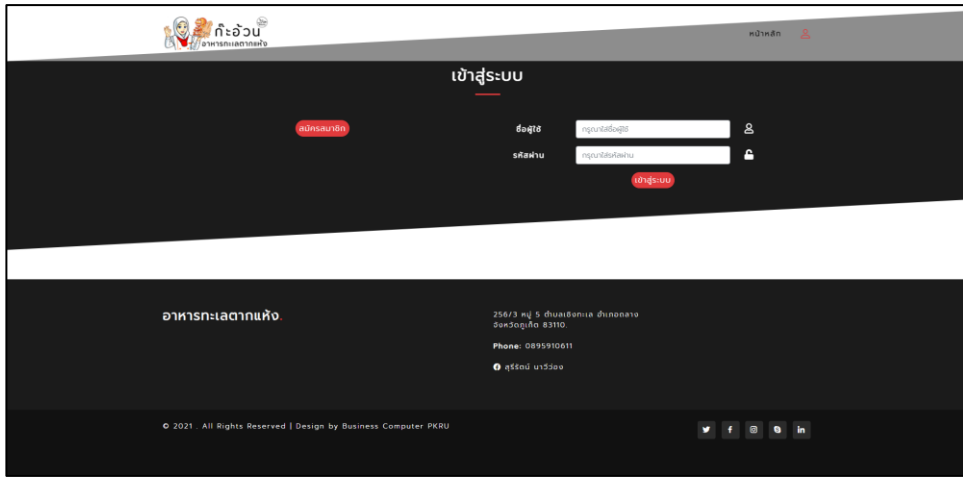 ก๊ะอ้วน
อาหารทะเลตากแห้ง
หน้าหลัก
เข้าสู่ระบบ
สมัครสมาชิก
ชื่อผู้ใช้
กรุณาใส่ชื่อผู้ใช้
รหัสผ่าน
กรุณาใส่รหัสผ่าน
เข้าสู่ระบบ
อาหารทะเลตากแห้ง.
256/3 หมู่ 5 ตำบลเชิงทะเล อำเภอถลาง
จังหวัดภูเก็ต 83110.
Phone: 0895910611
สุรีรัตน์ นาวีว่อง
© 2021 . All Rights Reserved | Design by Business Computer PKRU